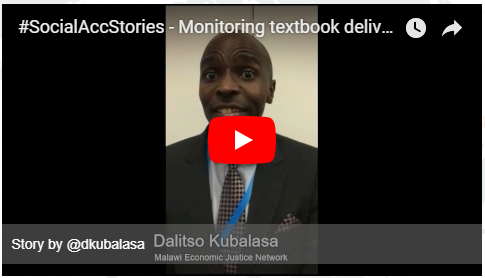 #SocialAccStories - Monitoring textbook deliv...
Dalitso Kubalasa
Story by @dkubalasa
Malawi Economic Justice Network